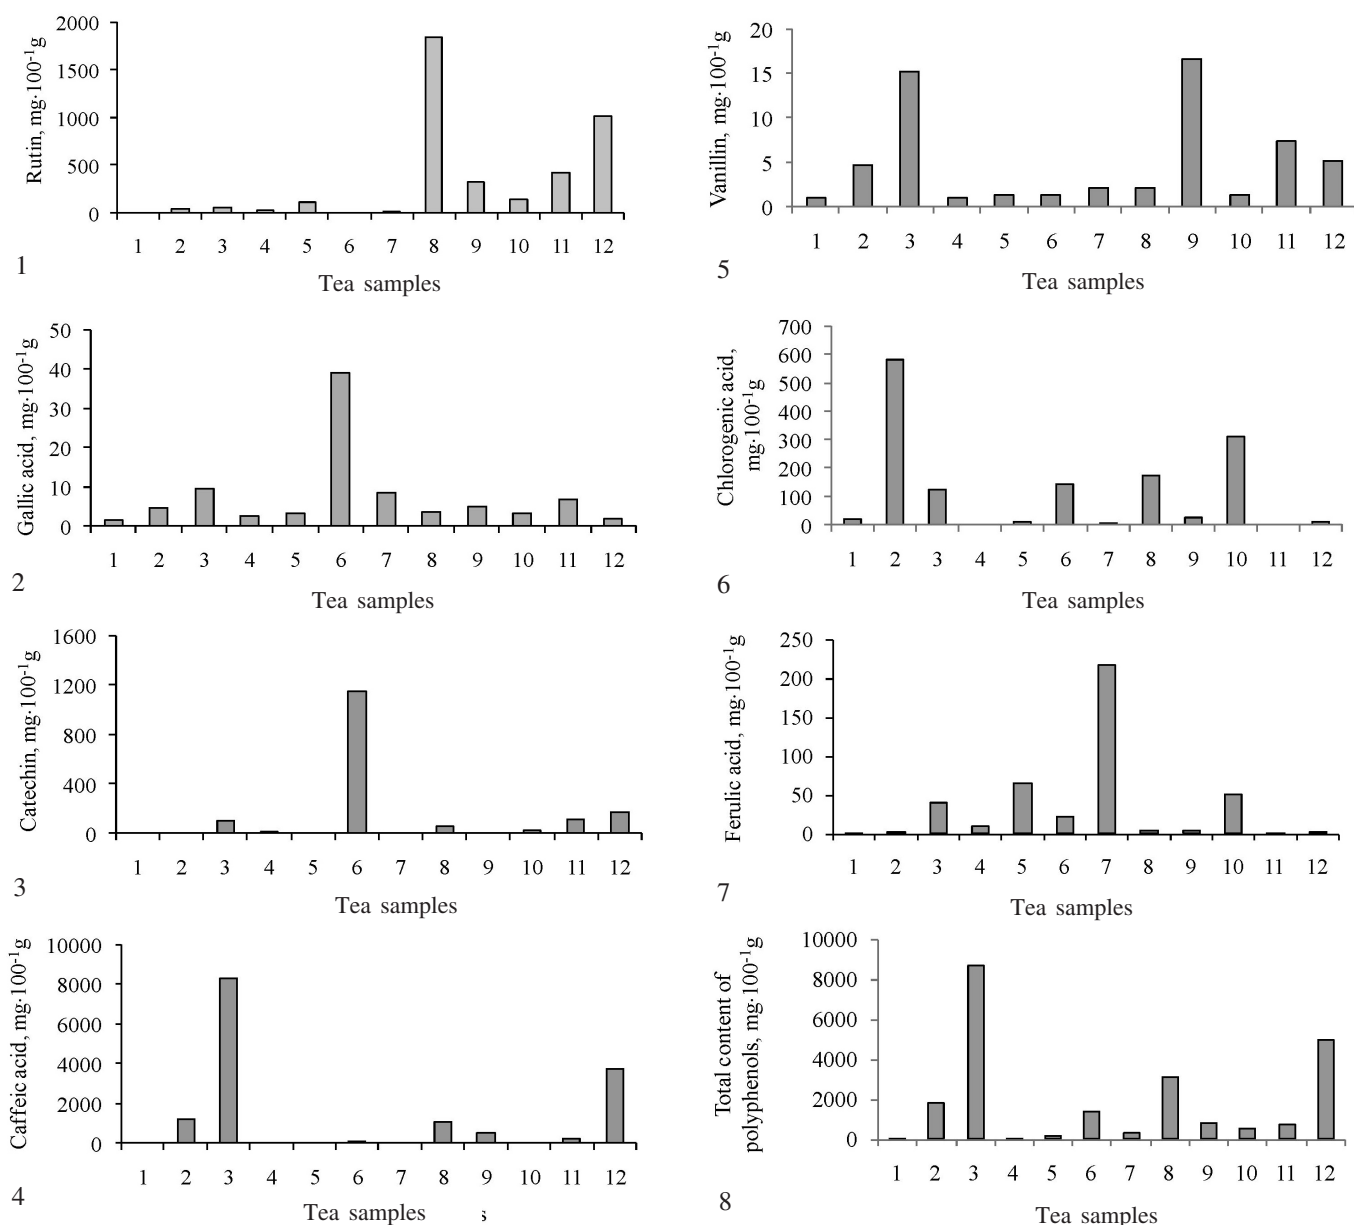 Rutin, mg·100⁻¹g
2000
1500
1000
500
0
1 2 3 4 5 6 7 8 9 10 11 12
1
Tea samples
Gallic acid, mg·100⁻¹g
50
40
30
20
10
0
1 2 3 4 5 6 7 8 9 10 11 12
2
Tea samples
Catechin, mg·100⁻¹g
1600
1200
800
400
0
1 2 3 4 5 6 7 8 9 10 11 12
3
Tea samples
Caffeic acid, mg·100⁻¹g
10000
8000
6000
4000
2000
0
1 2 3 4 5 6 7 8 9 10 11 12
4
Tea samples s
Vanillin, mg·100⁻¹g
20
15
10
5
0
1 2 3 4 5 6 7 8 9 10 11 12
5
Tea samples
Chlorogenic acid,
mg·100⁻¹g
700
600
500
400
300
200
100
0
1 2 3 4 5 6 7 8 9 10 11 12
6
Tea samples
Ferulic acid, mg·100⁻¹g
250
200
150
100
50
0
1 2 3 4 5 6 7 8 9 10 11 12
7
Tea samples
Total content of
polyphenols, mg·100⁻¹g
10000
8000
6000
4000
2000
0
1 2 3 4 5 6 7 8 9 10 11 12
8
Tea samples